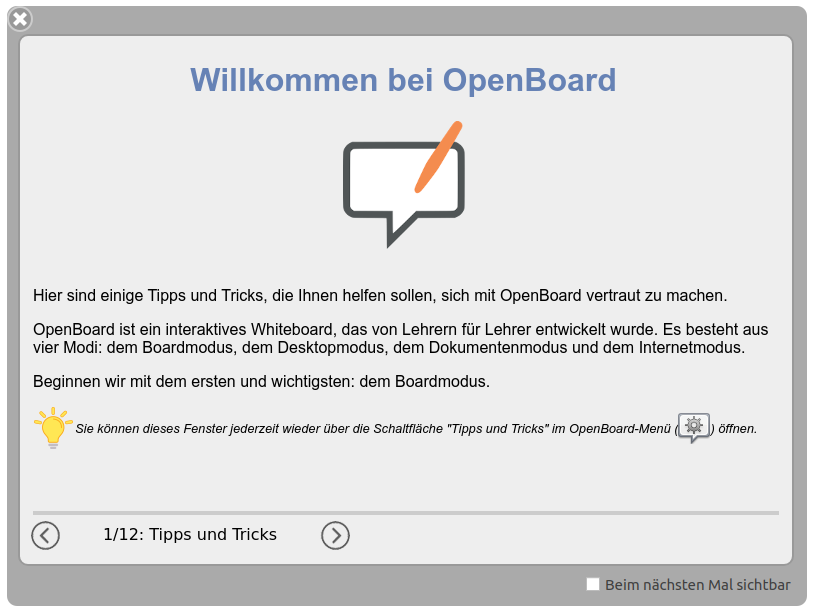 Willkommen bei OpenBoard
Hier sind einige Tipps und Tricks, die Ihnen helfen sollen, sich mit OpenBoard vertraut zu machen.
OpenBoard ist ein interaktives Whiteboard, das von Lehrern für Lehrer entwickelt wurde. Es besteht aus
vier Modi: dem Boardmodus, dem Desktopmodus, dem Dokumentenmodus und dem Internetmodus.
Beginnen wir mit dem ersten und wichtigsten: dem Boardmodus.
Sie können dieses Fenster jederzeit wieder über die Schaltfläche "Tipps und Tricks" im OpenBoard-Menü ( ) öffnen.
1/12: Tipps und Tricks
Beim nächsten Mal sichtbar